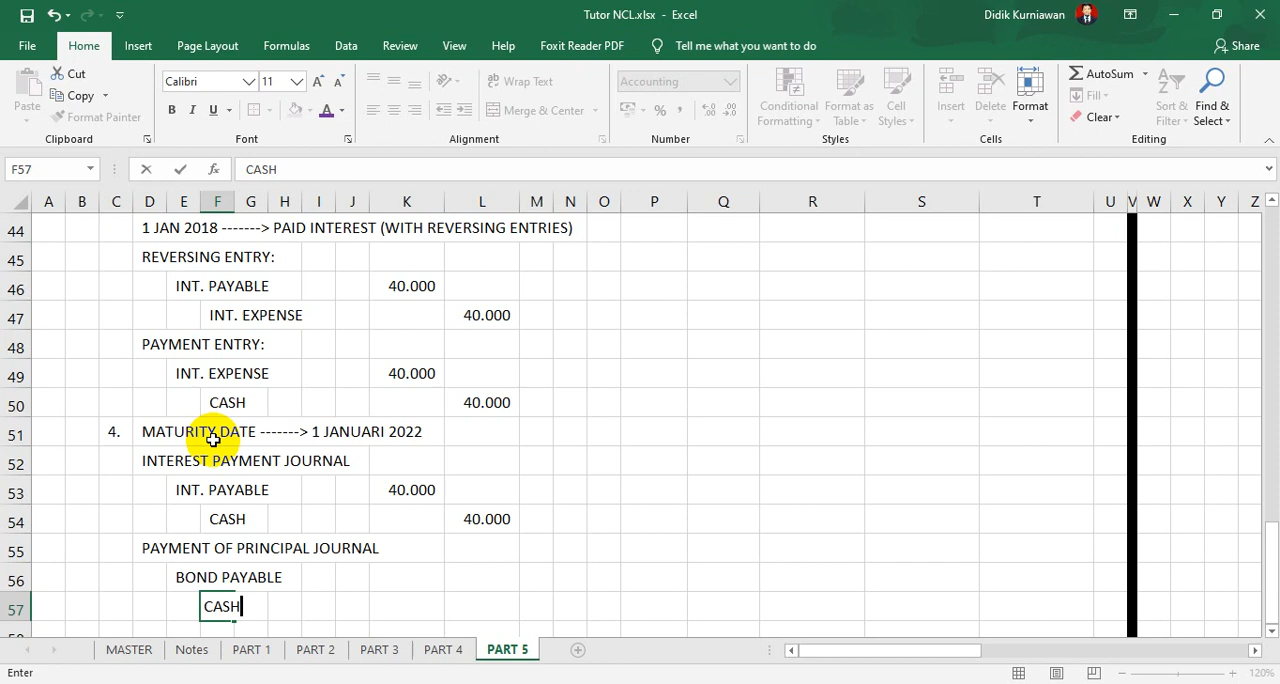 Tutor NCL.xlsx - Excel
Didik Kurniawan
File Home Insert Page Layout Formulas Data Review View Help Foxit Reader PDF Tell me what you want to do Share
Paste Cut Copy Format Painter Clipboard
Calibri 11 B I U A Font
Wrap Text Merge & Center Alignment
Accounting % Number
Conditional Formatting Format as Table Cell Styles Styles
Insert Delete Format Cells
AutoSum Fill Clear Sort & Filter Find & Select Editing
F57 fx CASH
A B C D E F G H I J K L M N O P Q R S T U V W X Y Z
44 1 JAN 2018 -------> PAID INTEREST (WITH REVERSING ENTRIES)
45 REVERSING ENTRY:
46 INT. PAYABLE 40.000
47 INT. EXPENSE 40.000
48 PAYMENT ENTRY:
49 INT. EXPENSE 40.000
50 CASH 40.000
51 4. MATURITY DATE -------> 1 JANUARI 2022
52 INTEREST PAYMENT JOURNAL
53 INT. PAYABLE 40.000
54 CASH 40.000
55 PAYMENT OF PRINCIPAL JOURNAL
56 BOND PAYABLE
57 CASH
MASTER Notes PART 1 PART 2 PART 3 PART 4 PART 5
Enter 120%